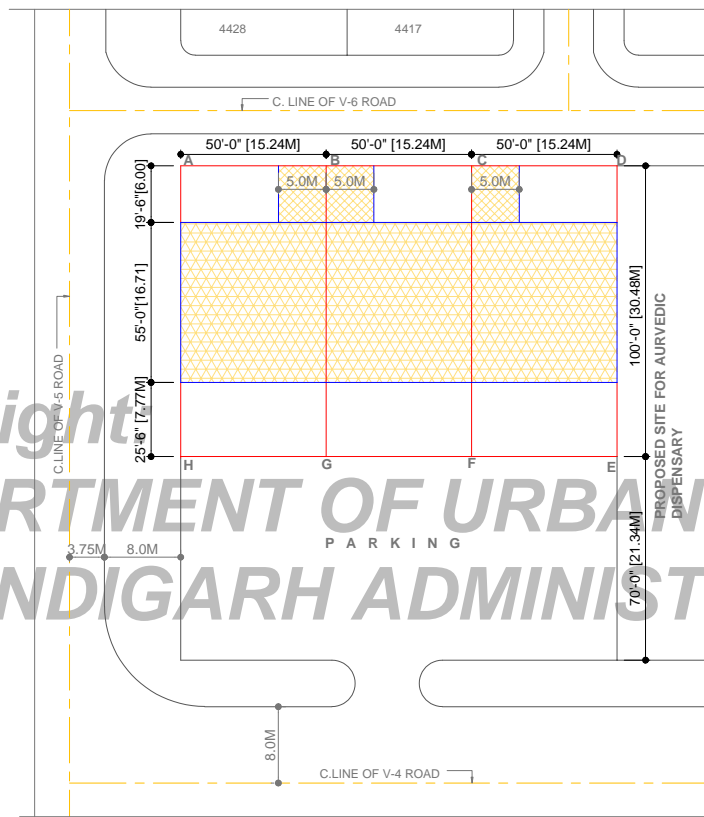 4428
4417
C. LINE OF V-6 ROAD
50'-0" [15.24M]
50'-0" [15.24M]
50'-0" [15.24M]
A
B
C
D
5.0M
5.0M
5.0M
19'-6"[6.00]
55'-0"[16.71]
25'-6" [7.77M]
100'-0" [30.48M]
70'-0" [21.34M]
C.LINE OF V-5 ROAD
PROPOSED SITE FOR AURVEDIC
DISPENSARY
H
G
F
E
ight:
RTMENT OF URBAN
NDIGARH ADMINIST
PARKING
3.75M
8.0M
8.0M
C.LINE OF V-4 ROAD